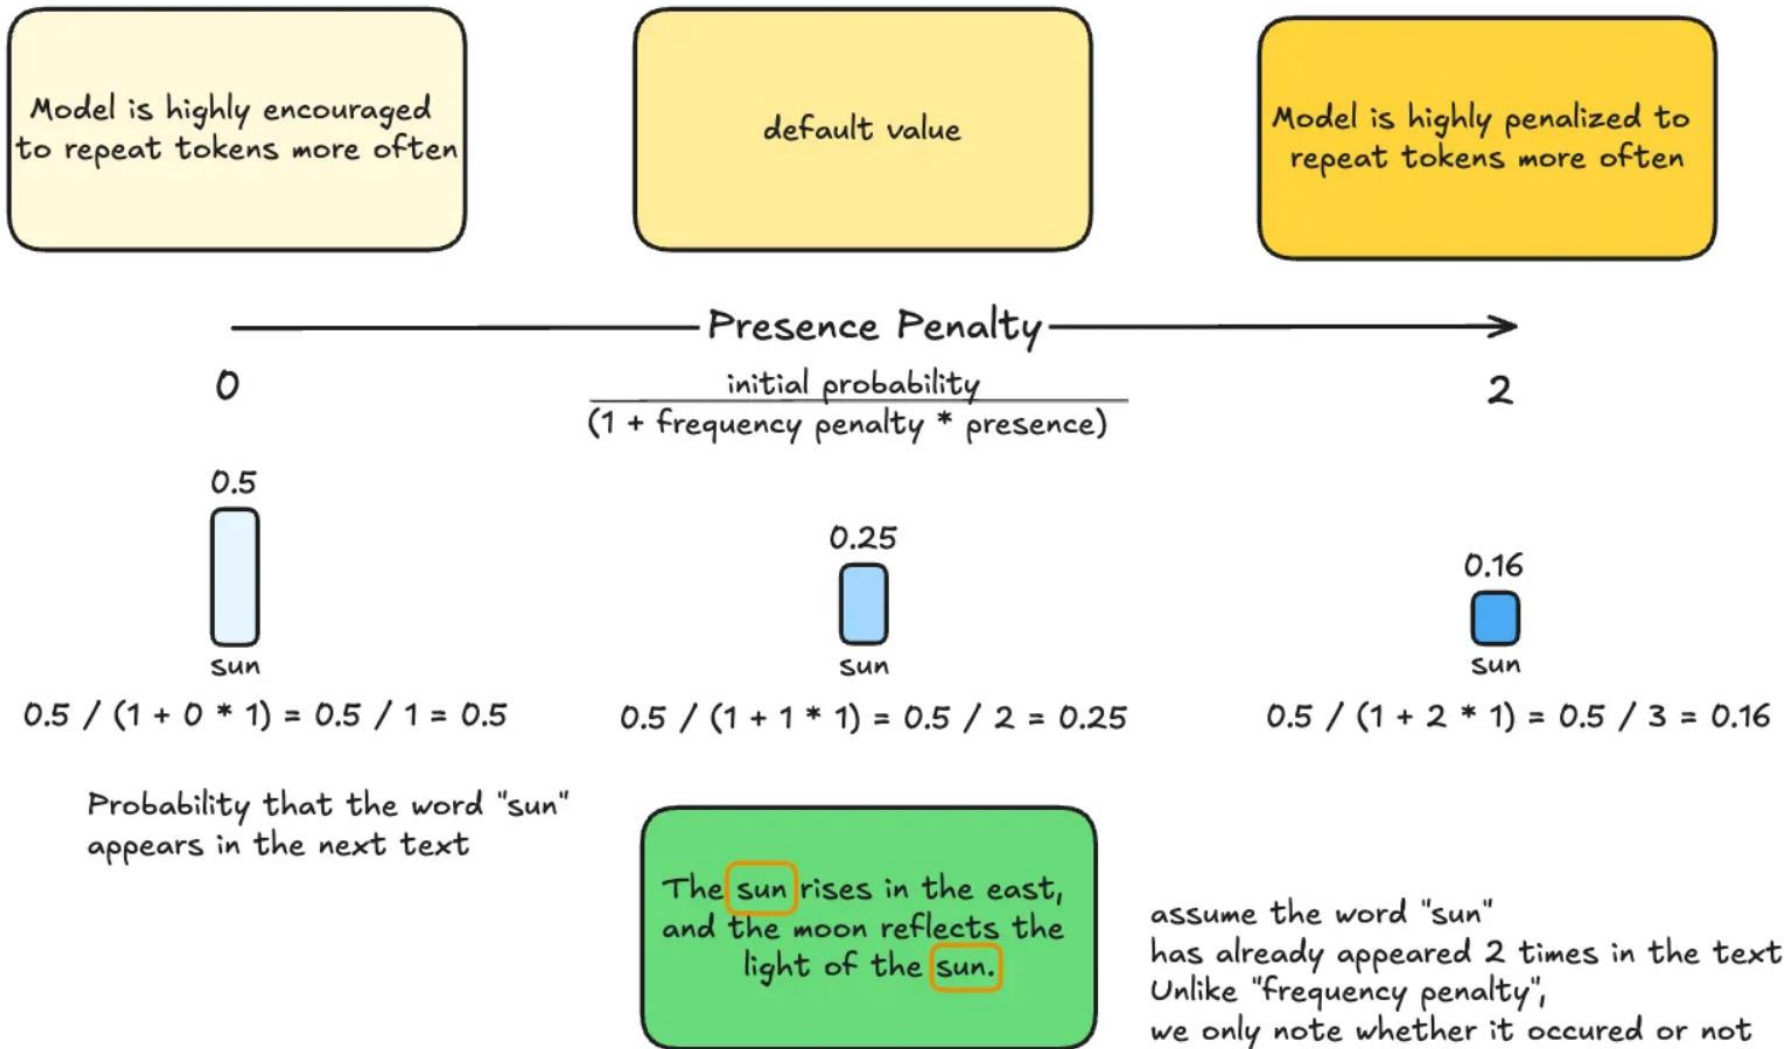 Model is highly encouraged
to repeat tokens more often
default value
Model is highly penalized to
repeat tokens more often
Presence Penalty
0
initial probability
(1 + frequency penalty * presence)
2
0.5
sun
0.5 / (1 + 0 * 1) = 0.5 / 1 = 0.5
0.25
sun
0.5 / (1 + 1 * 1) = 0.5 / 2 = 0.25
0.16
sun
0.5 / (1 + 2 * 1) = 0.5 / 3 = 0.16
Probability that the word "sun"
appears in the next text
The sun rises in the east,
and the moon reflects the
light of the sun.
assume the word "sun"
has already appeared 2 times in the text
Unlike "frequency penalty",
we only note whether it occured or not